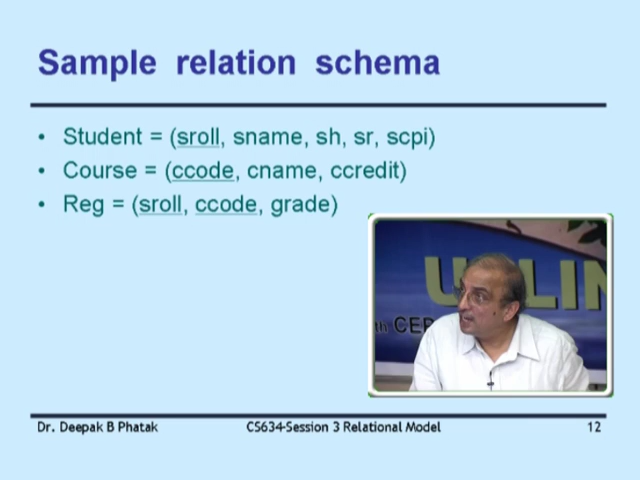 Sample relation schema
• Student = (sroll, sname, sh, sr, scpi)
• Course = (ccode, cname, ccredit)
• Reg = (sroll, ccode, grade)
Dr. Deepak B Phatak CS634-Session 3 Relational Model 12